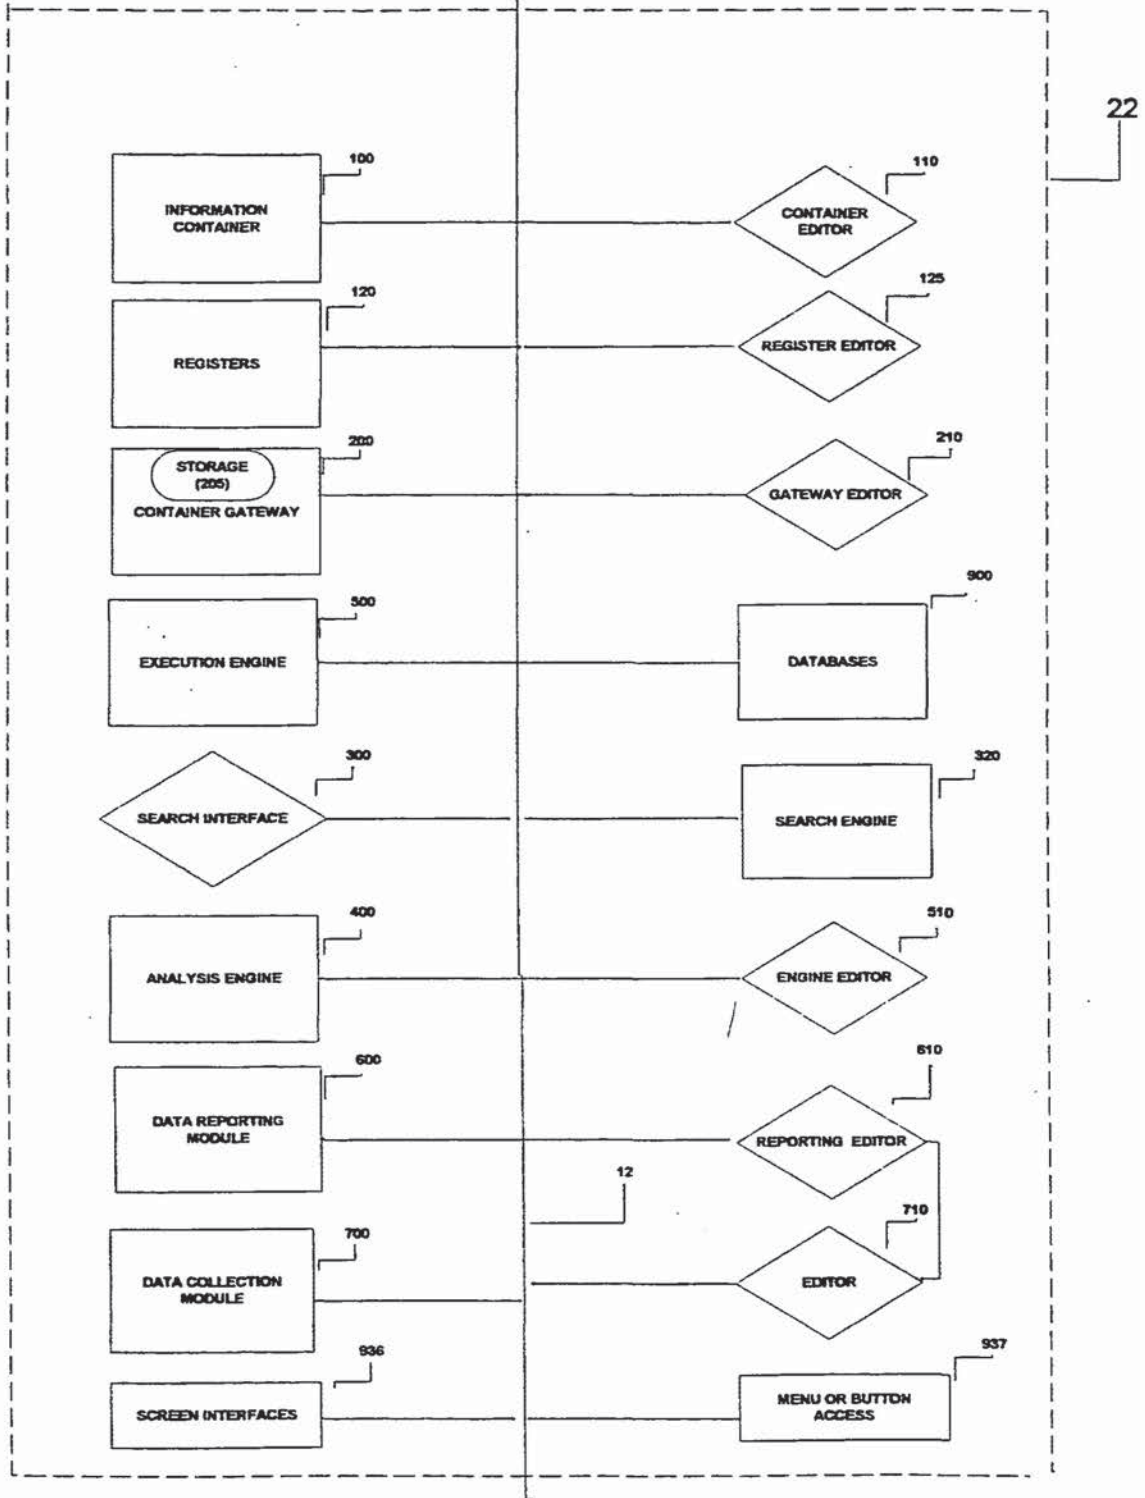 22
100
INFORMATION
CONTAINER
110
CONTAINER
EDITOR
120
REGISTERS
125
REGISTER EDITOR
200
STORAGE
(205)
CONTAINER GATEWAY
210
GATEWAY EDITOR
500
EXECUTION ENGINE
900
DATABASES
300
SEARCH INTERFACE
320
SEARCH ENGINE
400
ANALYSIS ENGINE
510
ENGINE EDITOR
600
DATA REPORTING
MODULE
610
REPORTING EDITOR
12
700
DATA COLLECTION
MODULE
710
EDITOR
936
SCREEN INTERFACES
937
MENU OR BUTTON
ACCESS